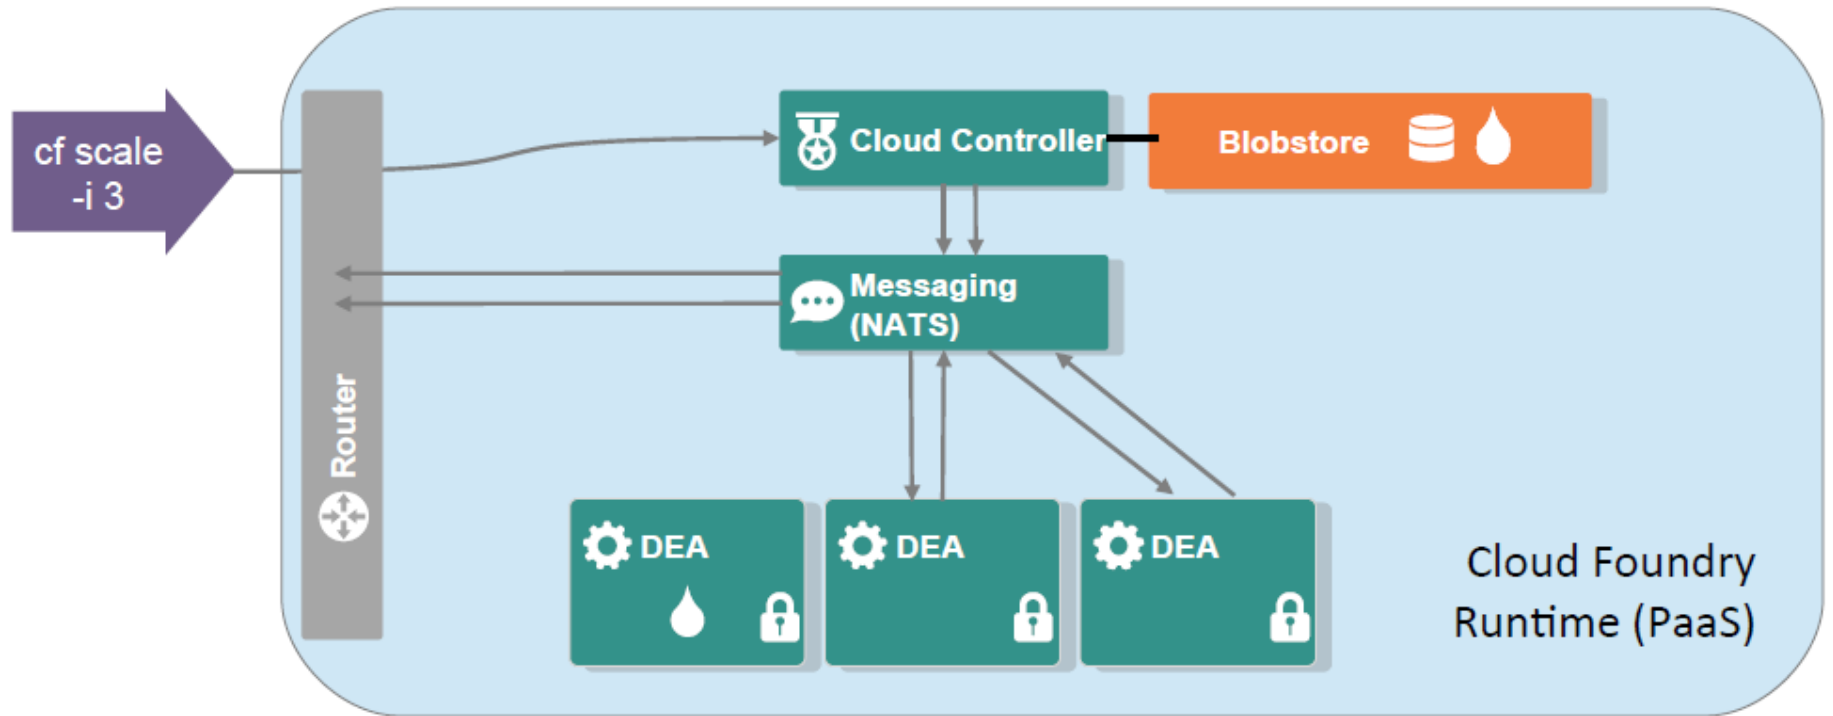 cf scale
-i 3
Cloud Controller
Blobstore
Messaging
(NATS)
Router
DEA
DEA
DEA
Cloud Foundry
Runtime (PaaS)